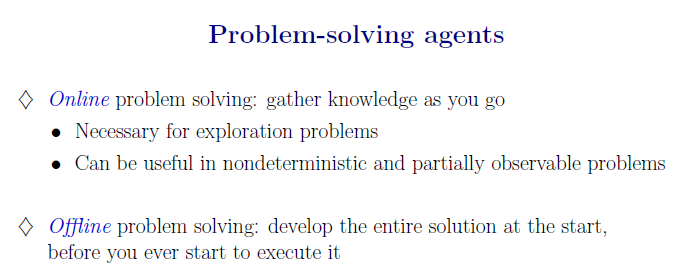 Problem-solving agents
♢ Online problem solving: gather knowledge as you go
• Necessary for exploration problems
• Can be useful in nondeterministic and partially observable problems
♢ Offline problem solving: develop the entire solution at the start,
before you ever start to execute it